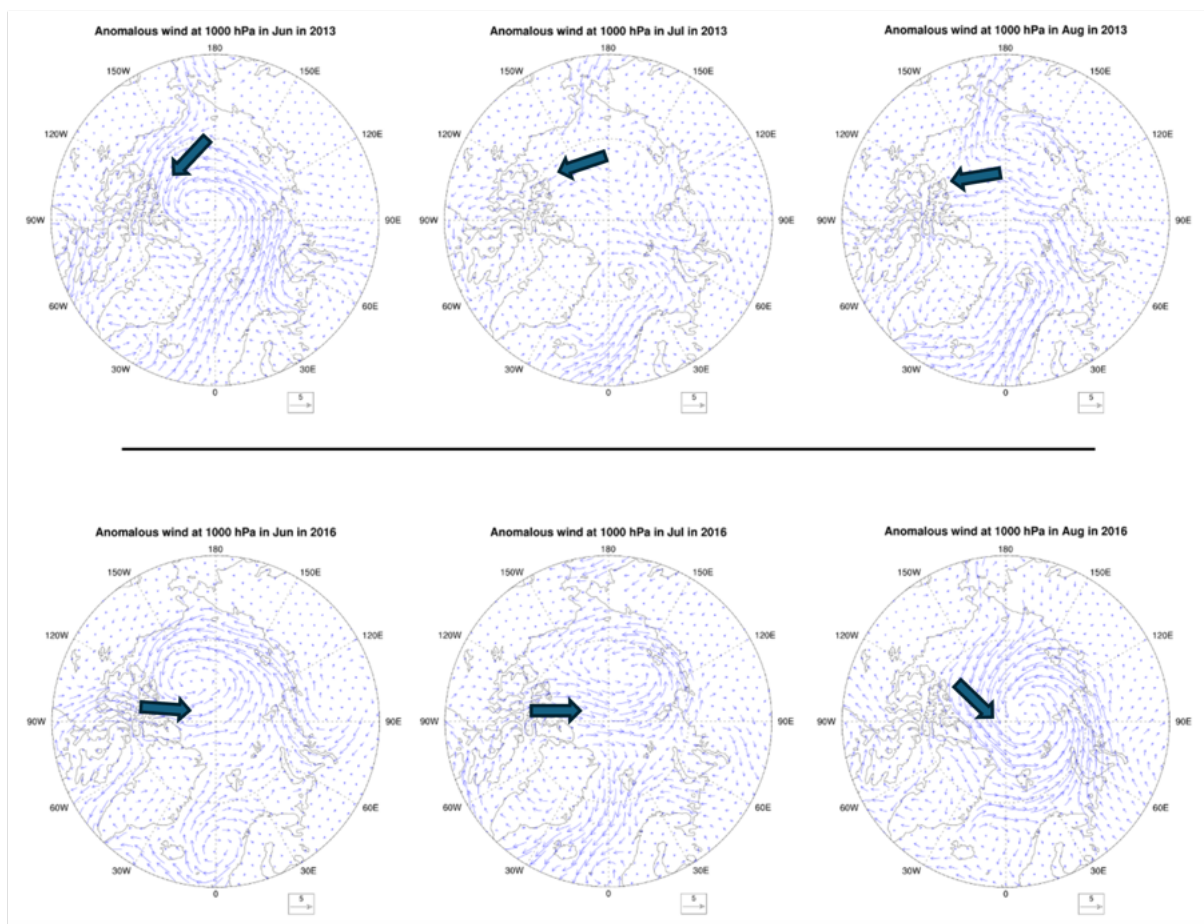 Anomalous wind at 1000 hPa in Jun in 2013
Anomalous wind at 1000 hPa in Jul in 2013
Anomalous wind at 1000 hPa in Aug in 2013
180
180
180
150W
150E
150W
150E
150W
150E
120W
120E
120W
120E
120W
120E
90W
90E
90W
90E
90W
90E
60W
60E
60W
60E
60W
60E
30W
30E
30W
30E
30W
30E
0
0
0
5
5
5
Anomalous wind at 1000 hPa in Jun in 2016
Anomalous wind at 1000 hPa in Jul in 2016
Anomalous wind at 1000 hPa in Aug in 2016
180
180
180
150W
150E
150W
150E
150W
150E
120W
120E
120W
120E
120W
120E
90W
90E
90W
90E
90W
90E
60W
60E
60W
60E
60W
60E
30W
30E
30W
30E
30W
30E
0
0
0
5
5
5